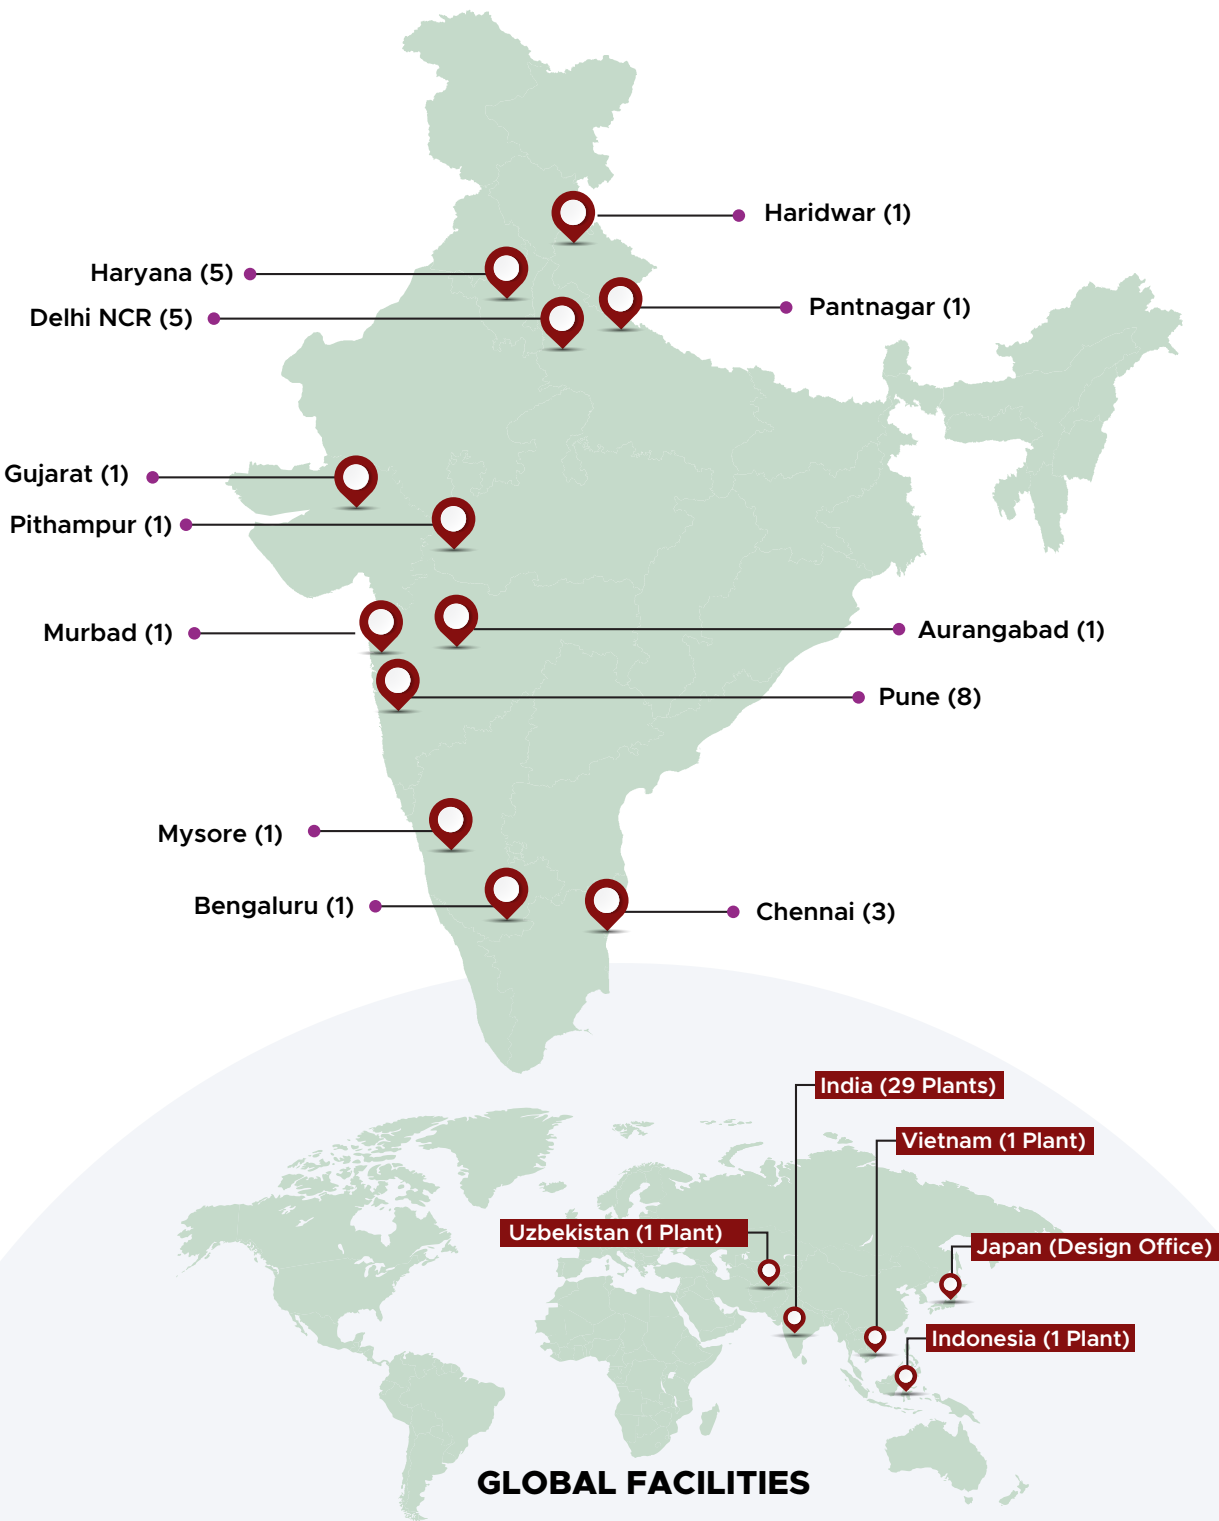 Haridwar (1)
Haryana (5)
Pantnagar (1)
Delhi NCR (5)
Gujarat (1)
Pithampur (1)
Murbad (1)
Aurangabad (1)
Pune (8)
Mysore (1)
Bengaluru (1)
Chennai (3)
India (29 Plants)
Vietnam (1 Plant)
Uzbekistan (1 Plant)
Japan (Design Office)
Indonesia (1 Plant)
GLOBAL FACILITIES